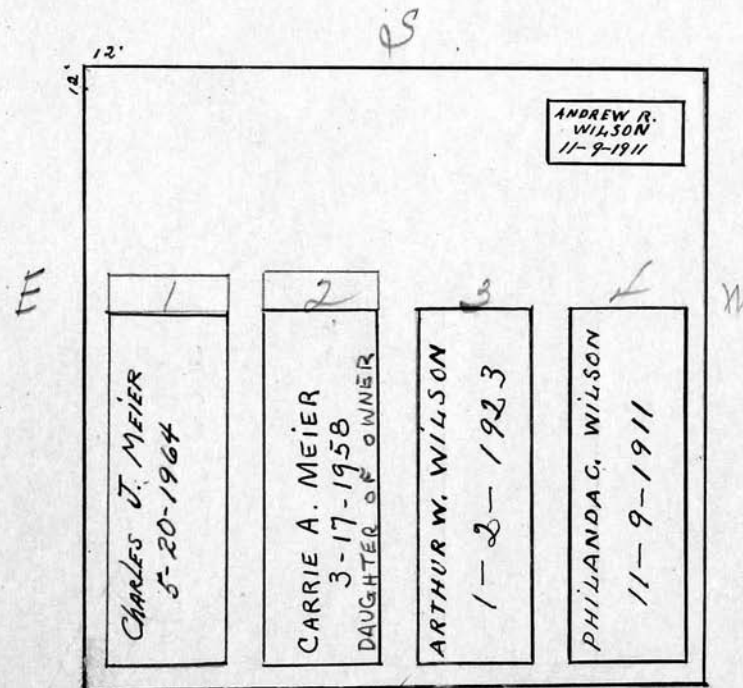 S
12'
12'
ANDREW R.
WILSON
11-9-1911
E
W
1
2
3
4
CHARLES J. MEIER
5-20-1964
CARRIE A. MEIER
3-17-1958
DAUGHTER OF OWNER
ARTHUR W. WILSON
1-2-1923
PHILANDA C. WILSON
11-9-1911